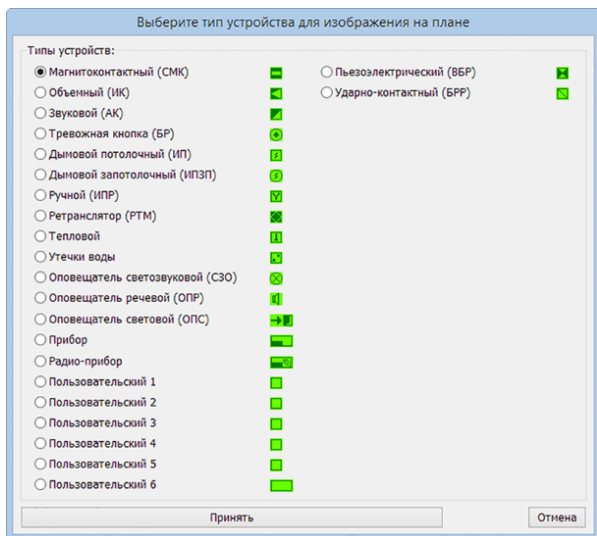 Выберите тип устройства для изображения на плане
Типы устройств:
Магнитоконтактный (СМК)
Объемный (ИК)
Звуковой (АК)
Тревожная кнопка (БР)
Дымовой потолочный (ИП)
Дымовой запотолочный (ИПЗП)
Ручной (ИПР)
Ретранслятор (РТМ)
Тепловой
Утечки воды
Оповещатель светозвуковой (СЗО)
Оповещатель речевой (ОПР)
Оповещатель световой (ОПС)
Прибор
Радио-прибор
Пользовательский 1
Пользовательский 2
Пользовательский 3
Пользовательский 4
Пользовательский 5
Пользовательский 6
Пьезоэлектрический (ВБР)
Ударно-контактный (БРР)
Принять
Отмена